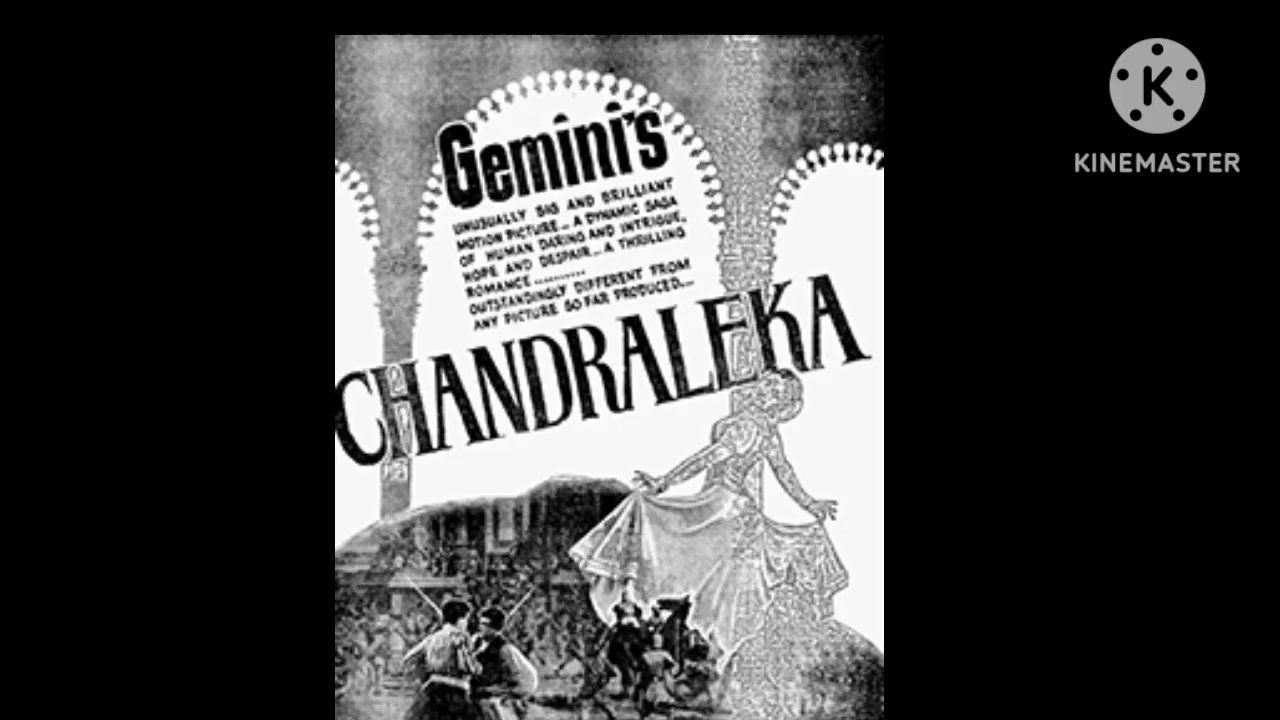 Gemini's
UNUSUALLY BIG AND BRILLIANT
MOTION PICTURE... A DYNAMIC SAGA
OF HUMAN DARING AND INTRIGUE,
HOPE AND DESPAIR... A THRILLING
ROMANCE...........
OUTSTANDINGLY DIFFERENT FROM
ANY PICTURE SO FAR PRODUCED....
CHANDRALEKA
K
KINEMASTER